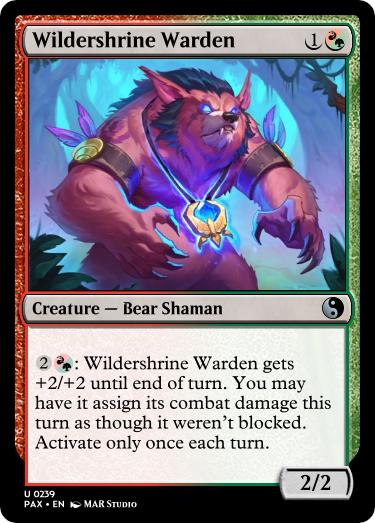 Wildershrine Warden 1
Creature — Bear Shaman
2 : Wildershrine Warden gets
+2/+2 until end of turn. You may
have it assign its combat damage this
turn as though it weren't blocked.
Activate only once each turn.
2/2
U 0239
PAX • EN MAR Studio